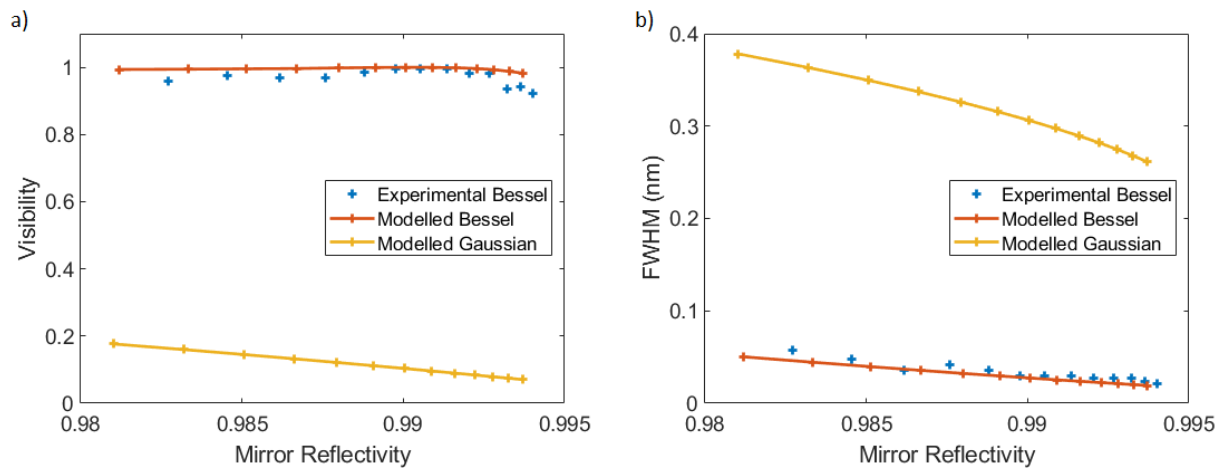 a)
1
0.8
0.6
0.4
0.2
0
Visibility
0.98
0.985
0.99
0.995
Mirror Reflectivity
Experimental Bessel
Modelled Bessel
Modelled Gaussian
b)
0.4
0.3
0.2
0.1
0
FWHM (nm)
0.98
0.985
0.99
0.995
Mirror Reflectivity
Experimental Bessel
Modelled Bessel
Modelled Gaussian